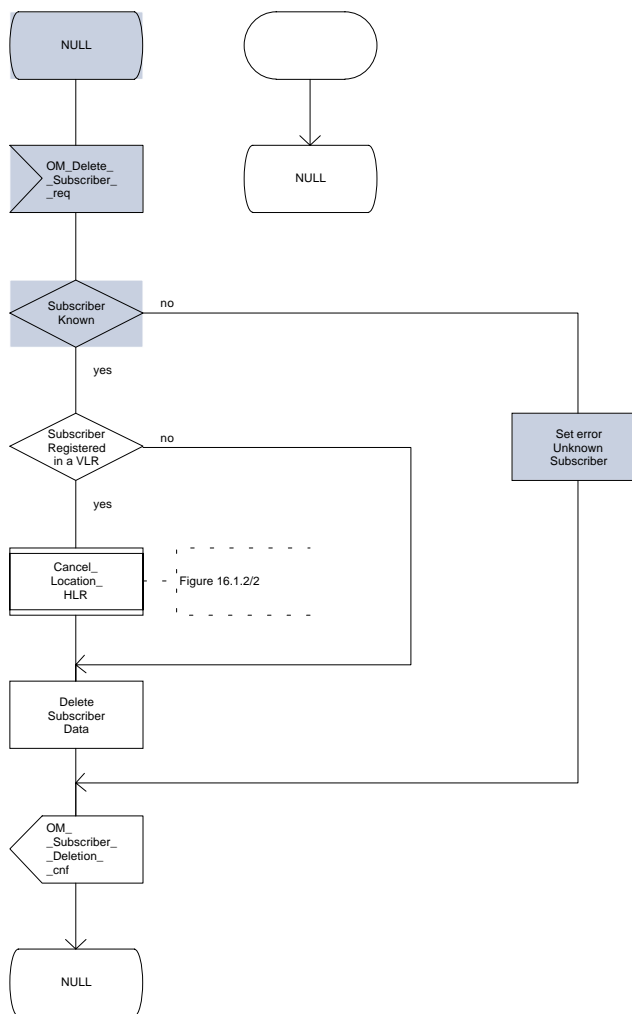 NULL
OM_Delete_
_Subscriber_
_req
NULL
Subscriber
Known
no
yes
Subscriber
Registered
in a VLR
no
Set error
Unknown
Subscriber
yes
Cancel_
Location_
HLR
Figure 16.1.2/2
Delete
Subscriber
Data
OM_
_Subscriber_
_Deletion_
_cnf
NULL